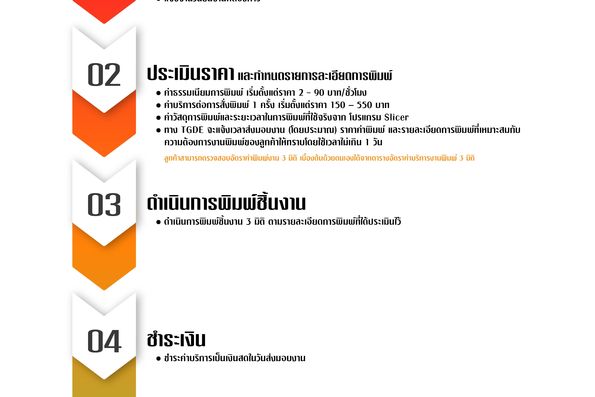 02
ประเมินราคา และกำหนดรายการละเอียดการพิมพ์
● ค่าธรรมเนียมการพิมพ์ เริ่มตั้งแต่ราคา 2 - 90 บาท/ชั่วโมง
● ค่าบริการต่อการสั่งพิมพ์ 1 ครั้ง เริ่มตั้งแต่ราคา 150 – 550 บาท
● ค่าวัสดุการพิมพ์และระยะเวลาในการพิมพ์ที่ใช้จริงจาก โปรแกรม Slicer
● ทาง TGDE จะแจ้งเวลาส่งมอบงาน (โดยประมาณ) ราคาค่าพิมพ์ และรายละเอียดการพิมพ์ที่เหมาะสมกับ
ความต้องการงานพิมพ์ของลูกค้าให้ทราบโดยใช้เวลาไม่เกิน 1 วัน
ลูกค้าสามารถตรวจสอบอัตราค่าพิมพ์งาน 3 มิติ เบื้องต้นด้วยตนเองได้จากตารางอัตราค่าบริการงานพิมพ์ 3 มิติ
03
ดำเนินการพิมพ์ชิ้นงาน
● ดำเนินการพิมพ์ชิ้นงาน 3 มิติ ตามรายละเอียดการพิมพ์ที่ได้ประเมินไว้
04
ชำระเงิน
● ชำระค่าบริการเป็นเงินสดในวันส่งมอบงาน